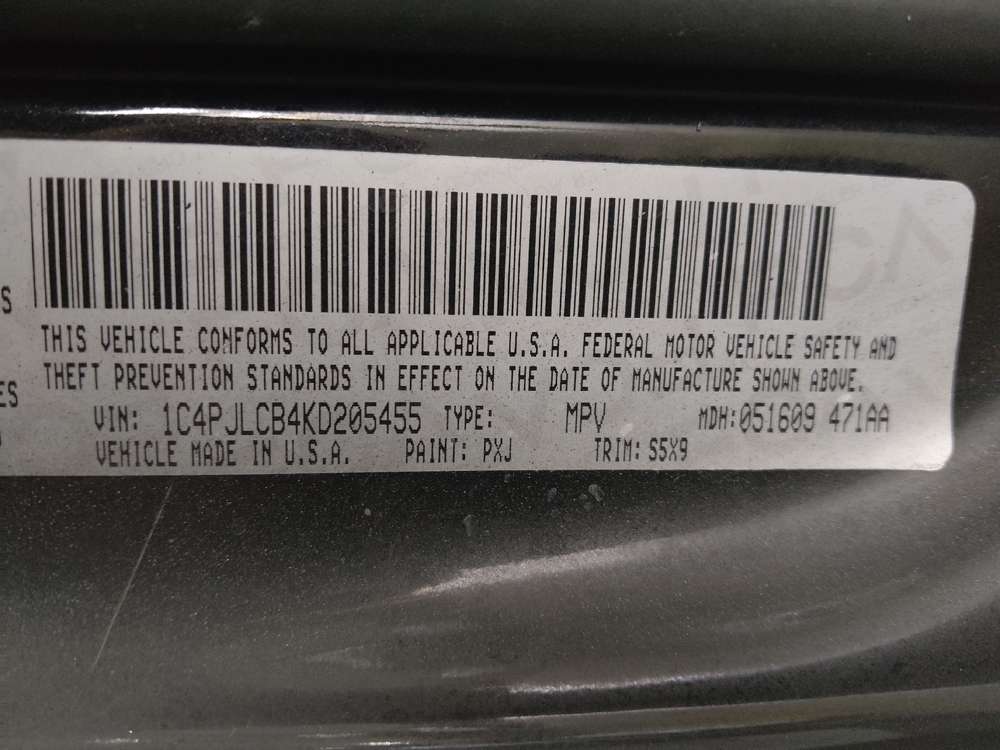 S
THIS VEHICLE CONFORMS TO ALL APPLICABLE U.S.A. FEDERAL MOTOR VEHICLE SAFETY AND
ES
THEFT PREVENTION STANDARDS IN EFFECT ON THE DATE OF MANUFACTURE SHOWN ABOVE.
VIN: 1C4PJLCB4KD205455 TYPE: MPV MDH:051609 471AA
VEHICLE MADE IN U.S.A. PAINT: PXJ TRIM: S5X9